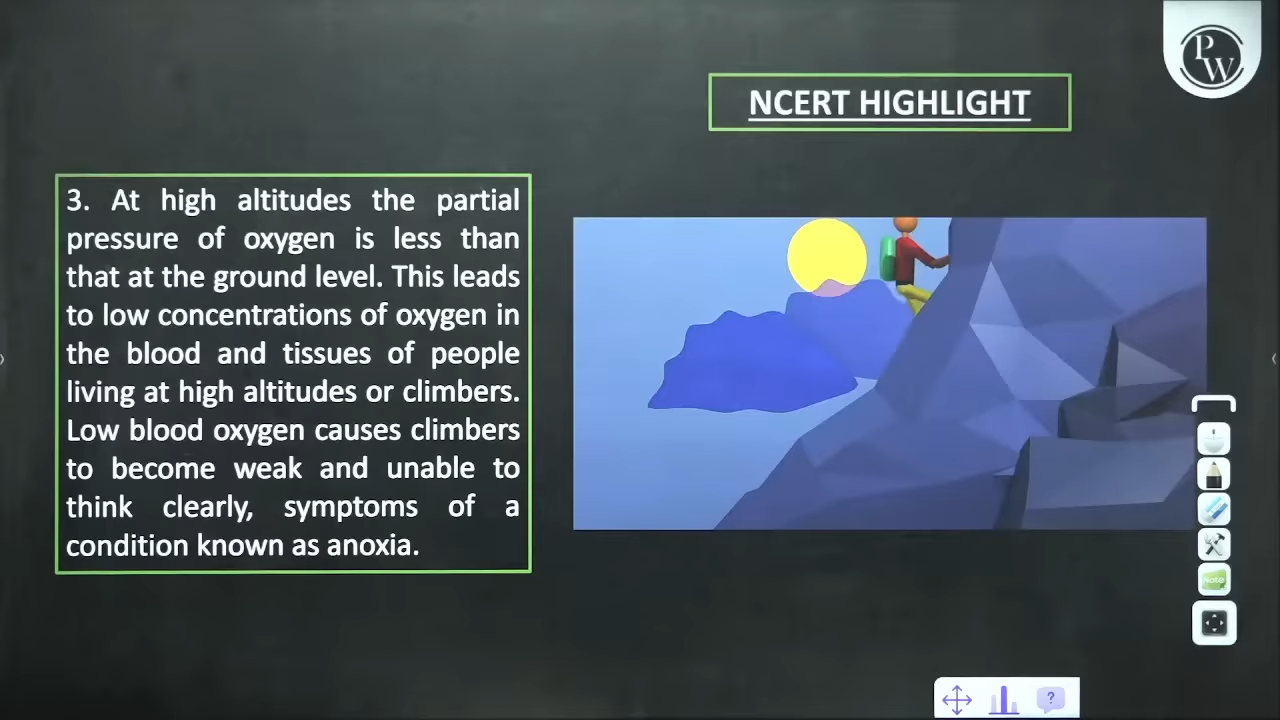 PW
NCERT HIGHLIGHT
3. At high altitudes the partial
pressure of oxygen is less than
that at the ground level. This leads
to low concentrations of oxygen in
the blood and tissues of people
living at high altitudes or climbers.
Low blood oxygen causes climbers
to become weak and unable to
think clearly, symptoms of a
condition known as anoxia.
Note
?